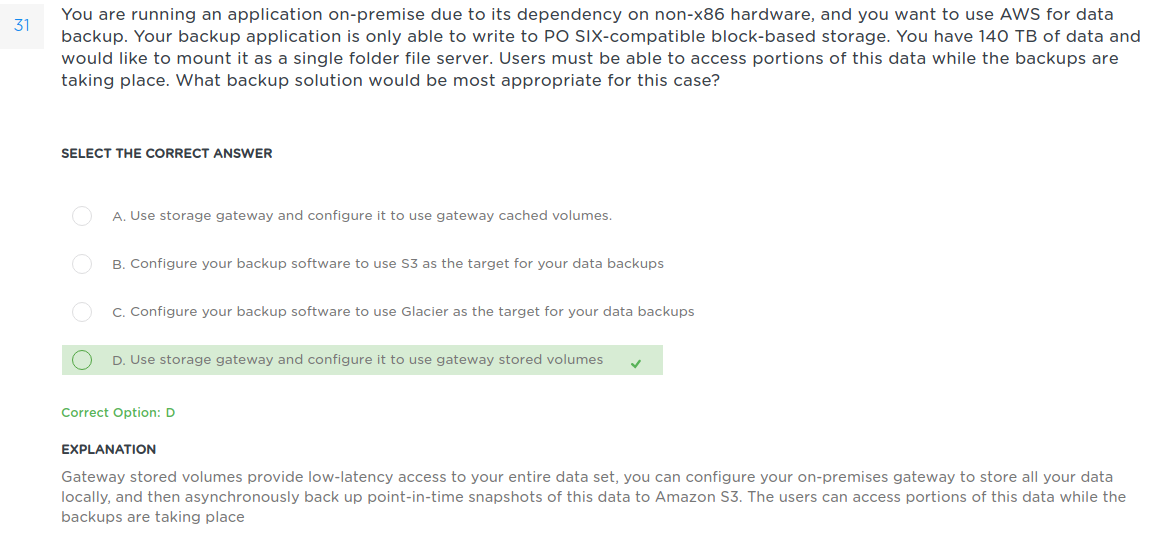 31
You are running an application on-premise due to its dependency on non-x86 hardware, and you want to use AWS for data
backup. Your backup application is only able to write to PO SIX-compatible block-based storage. You have 140 TB of data and
would like to mount it as a single folder file server. Users must be able to access portions of this data while the backups are
taking place. What backup solution would be most appropriate for this case?
SELECT THE CORRECT ANSWER
A. Use storage gateway and configure it to use gateway cached volumes.
B. Configure your backup software to use S3 as the target for your data backups
C. Configure your backup software to use Glacier as the target for your data backups
D. Use storage gateway and configure it to use gateway stored volumes
Correct Option: D
EXPLANATION
Gateway stored volumes provide low-latency access to your entire data set, you can configure your on-premises gateway to store all your data
locally, and then asynchronously back up point-in-time snapshots of this data to Amazon S3. The users can access portions of this data while the
backups are taking place